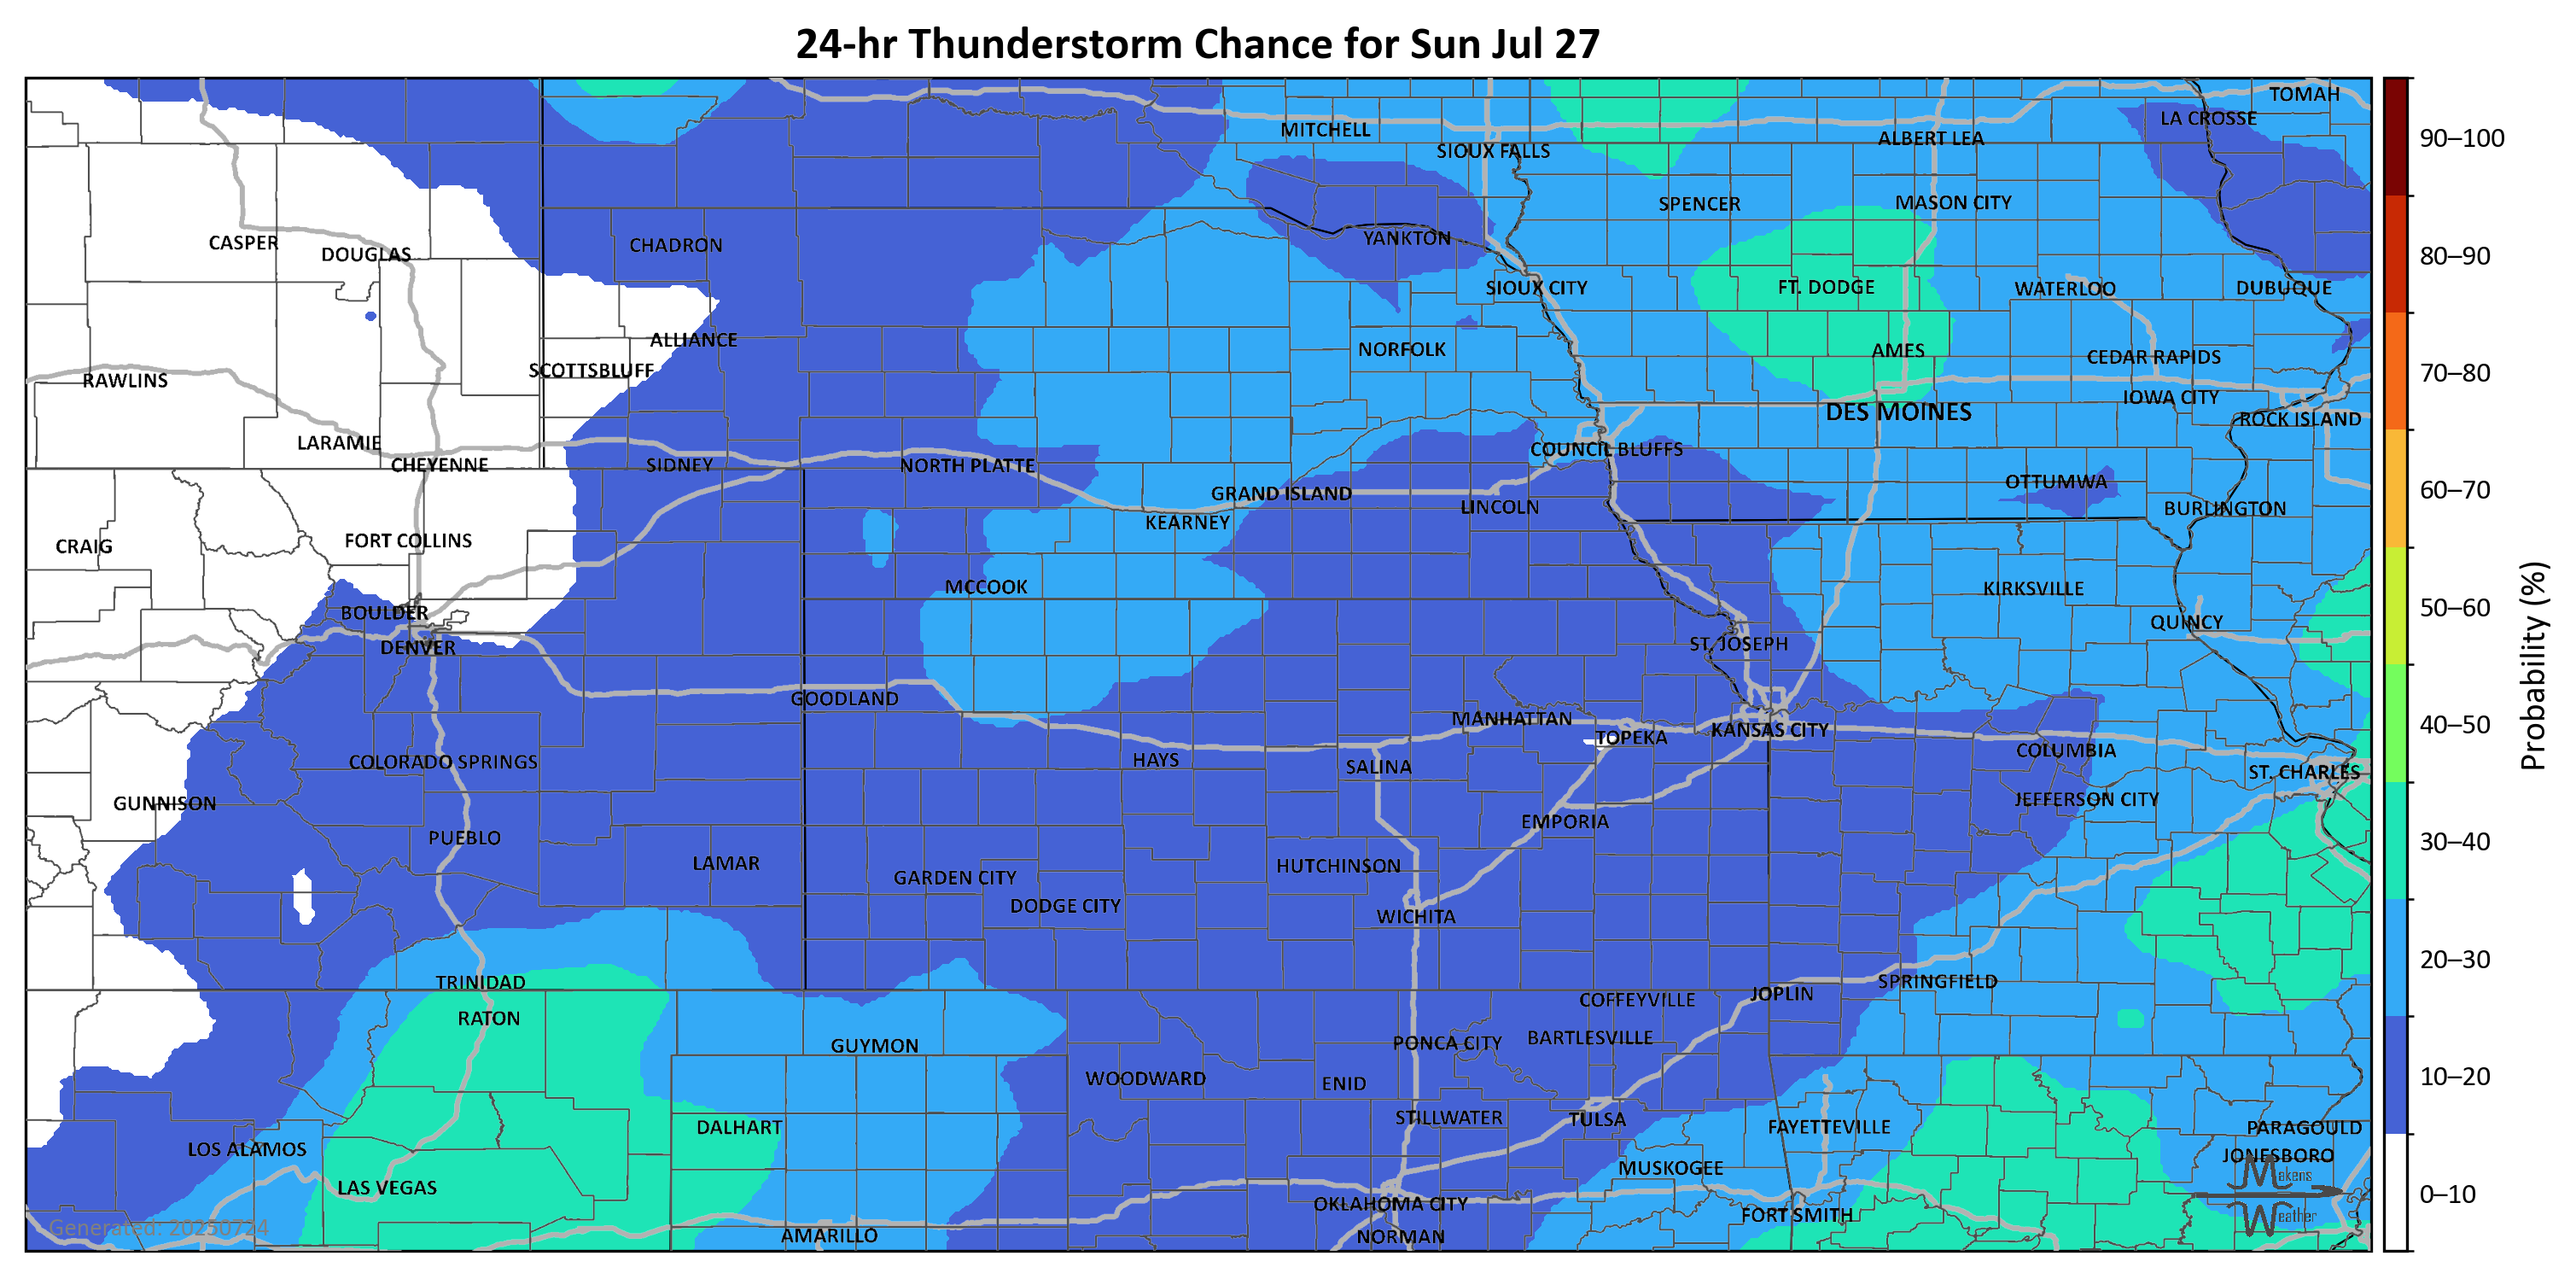 24-hr Thunderstorm Chance for Sun Jul 27
TOMAH
LA CROSSE
MITCHELL
ALBERT LEA
SIOUX FALLS
SPENCER
MASON CITY
YANKTON
CASPER
CHADRON
DOUGLAS
SIOUX CITY
FT. DODGE
WATERLOO
DUBUQUE
ALLIANCE
NORFOLK
AMES
CEDAR RAPIDS
SCOTTSBLUFF
RAWLINS
IOWA CITY
DES MOINES
ROCK ISLAND
LARAMIE
COUNCIL BLUFFS
CHEYENNE
SIDNEY
NORTH PLATTE
OTTUMWA
GRAND ISLAND
LINCOLN
BURLINGTON
KEARNEY
FORT COLLINS
CRAIG
MCCOOK
KIRKSVILLE
BOULDER
QUINCY
DENVER
ST. JOSEPH
GOODLAND
MANHATTAN
KANSAS CITY
TOPEKA
COLUMBIA
HAYS
COLORADO SPRINGS
SALINA
ST. CHARLES
GUNNISON
JEFFERSON CITY
EMPORIA
PUEBLO
LAMAR
HUTCHINSON
GARDEN CITY
DODGE CITY
WICHITA
TRINIDAD
SPRINGFIELD
JOPLIN
COFFEYVILLE
RATON
BARTLESVILLE
PONCA CITY
GUYMON
WOODWARD
ENID
STILLWATER
TULSA
DALHART
FAYETTEVILLE
PARAGOULD
LOS ALAMOS
JONESBORO
MUSKOGEE
LAS VEGAS
OKLAHOMA CITY
FORT SMITH
AMARILLO
NORMAN
Generated: 20250724
Makens
Weather
90–100
80–90
70–80
60–70
50–60
40–50
30–40
20–30
10–20
0–10
Probability (%)